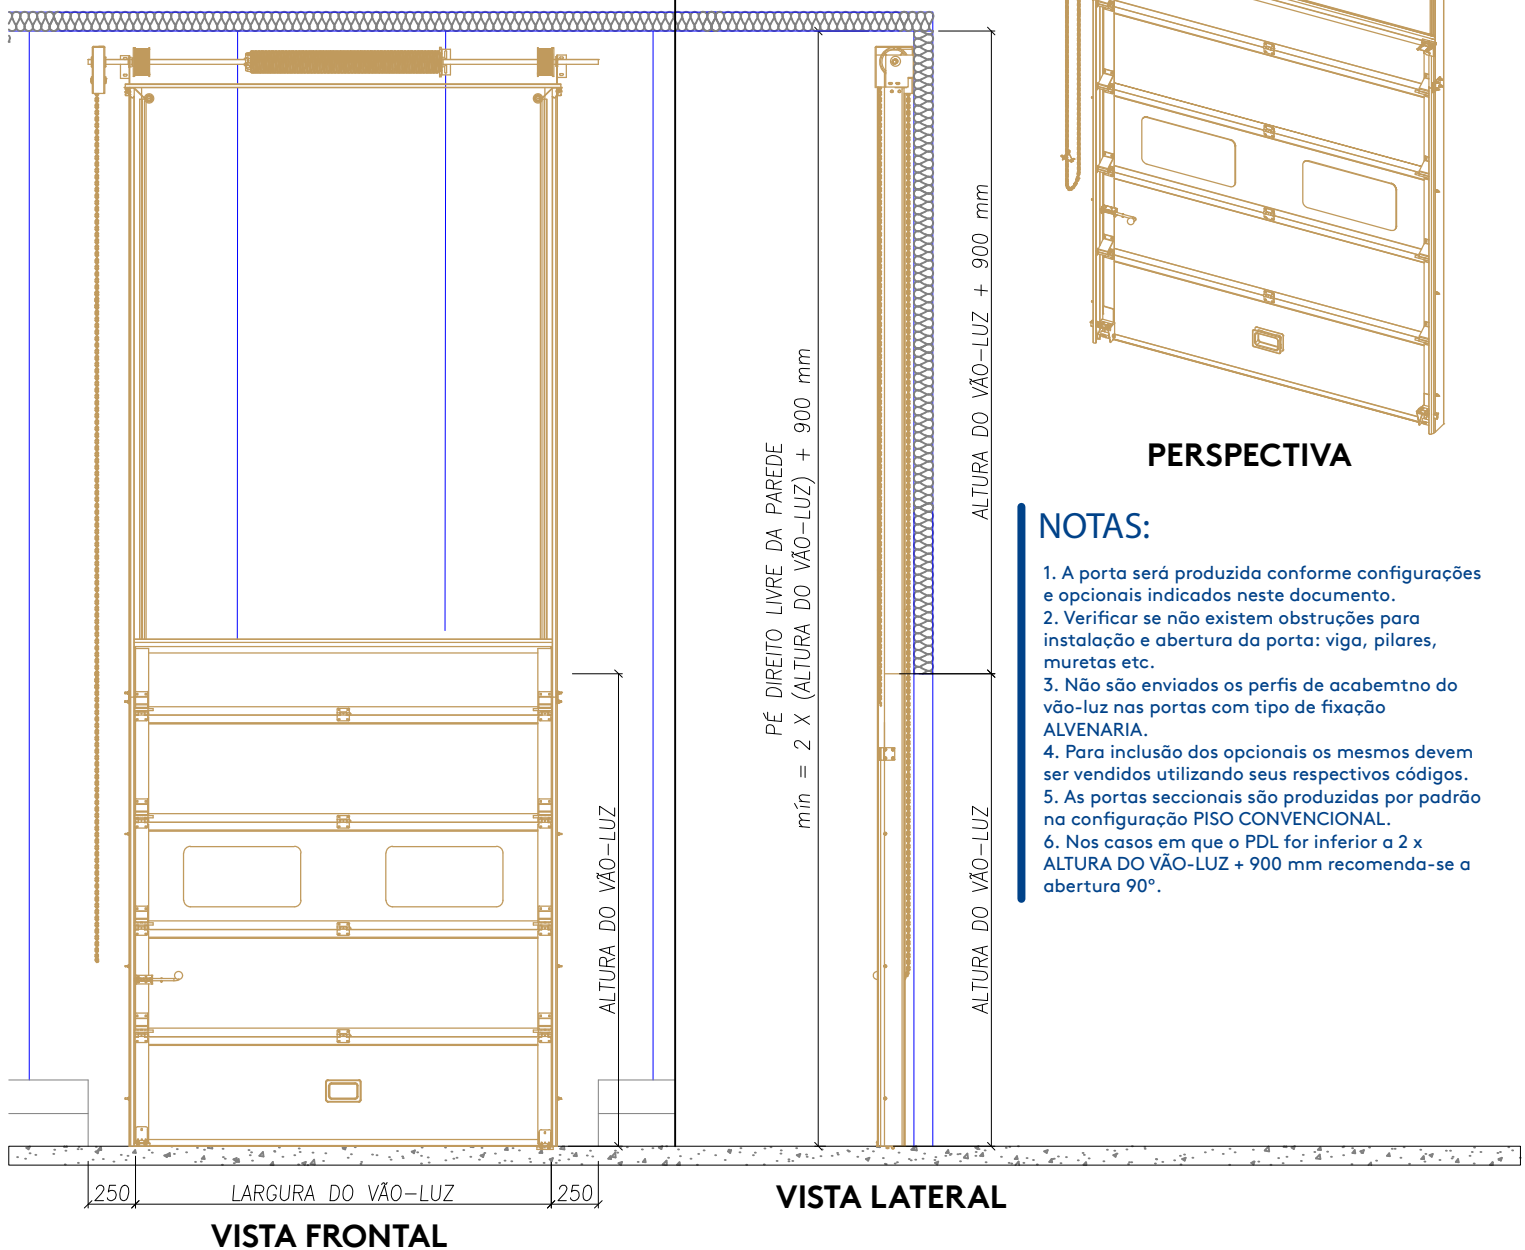 PERSPECTIVA
NOTAS:
1. A porta será produzida conforme configurações
e opcionais indicados neste documento.
2. Verificar se não existem obstruções para
instalação e abertura da porta: viga, pilares,
muretas etc.
3. Não são enviados os perfis de acabemtno do
vão-luz nas portas com tipo de fixação
ALVENARIA.
4. Para inclusão dos opcionais os mesmos devem
ser vendidos utilizando seus respectivos códigos.
5. As portas seccionais são produzidas por padrão
na configuração PISO CONVENCIONAL.
6. Nos casos em que o PDL for inferior a 2 x
ALTURA DO VÃO-LUZ + 900 mm recomenda-se a
abertura 90°.
ALTURA DO VÃO-LUZ
PÉ DIREITO LIVRE DA PAREDE
mín = 2 X (ALTURA DO VÃO-LUZ) + 900 mm
ALTURA DO VÃO-LUZ + 900 mm
ALTURA DO VÃO-LUZ
250
LARGURA DO VÃO-LUZ
250
VISTA FRONTAL
VISTA LATERAL